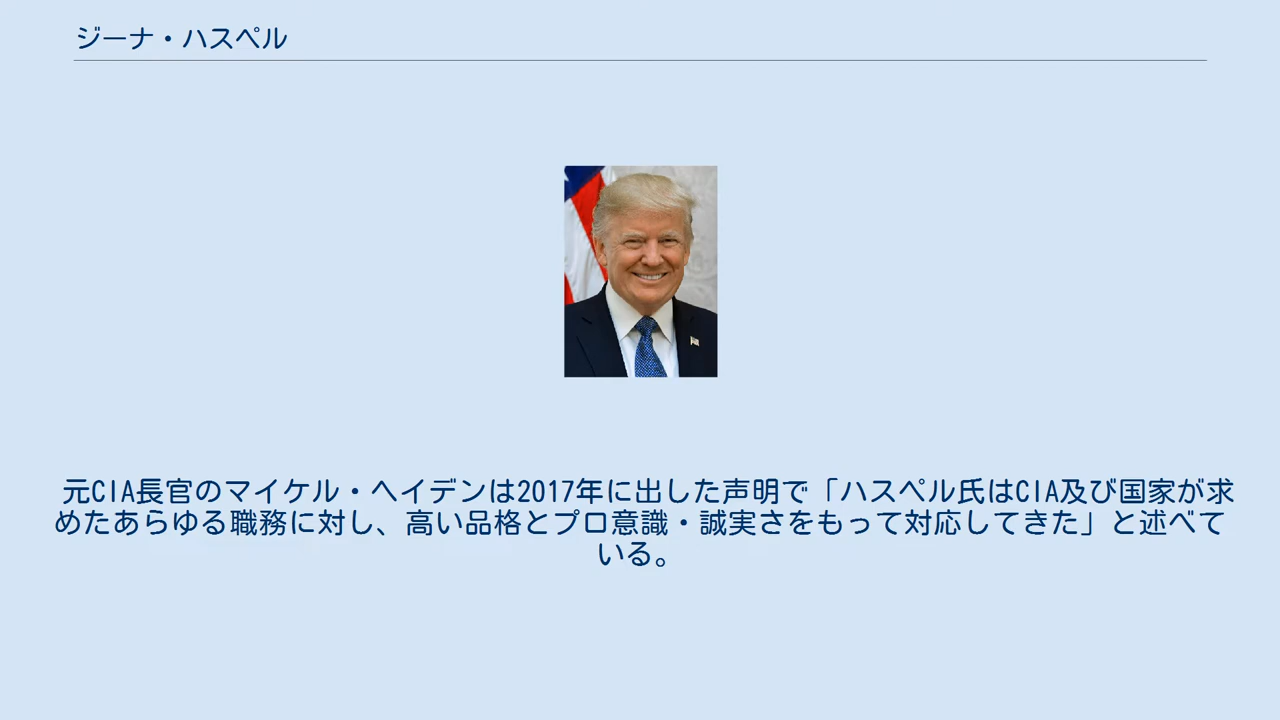 ジーナ・ハスペル
元CIA長官のマイケル・ヘイデンは2017年に出した声明で「ハスペル氏はCIA及び国家が求
めたあらゆる職務に対し、高い品格とプロ意識・誠実さをもって対応してきた」と述べて
いる。